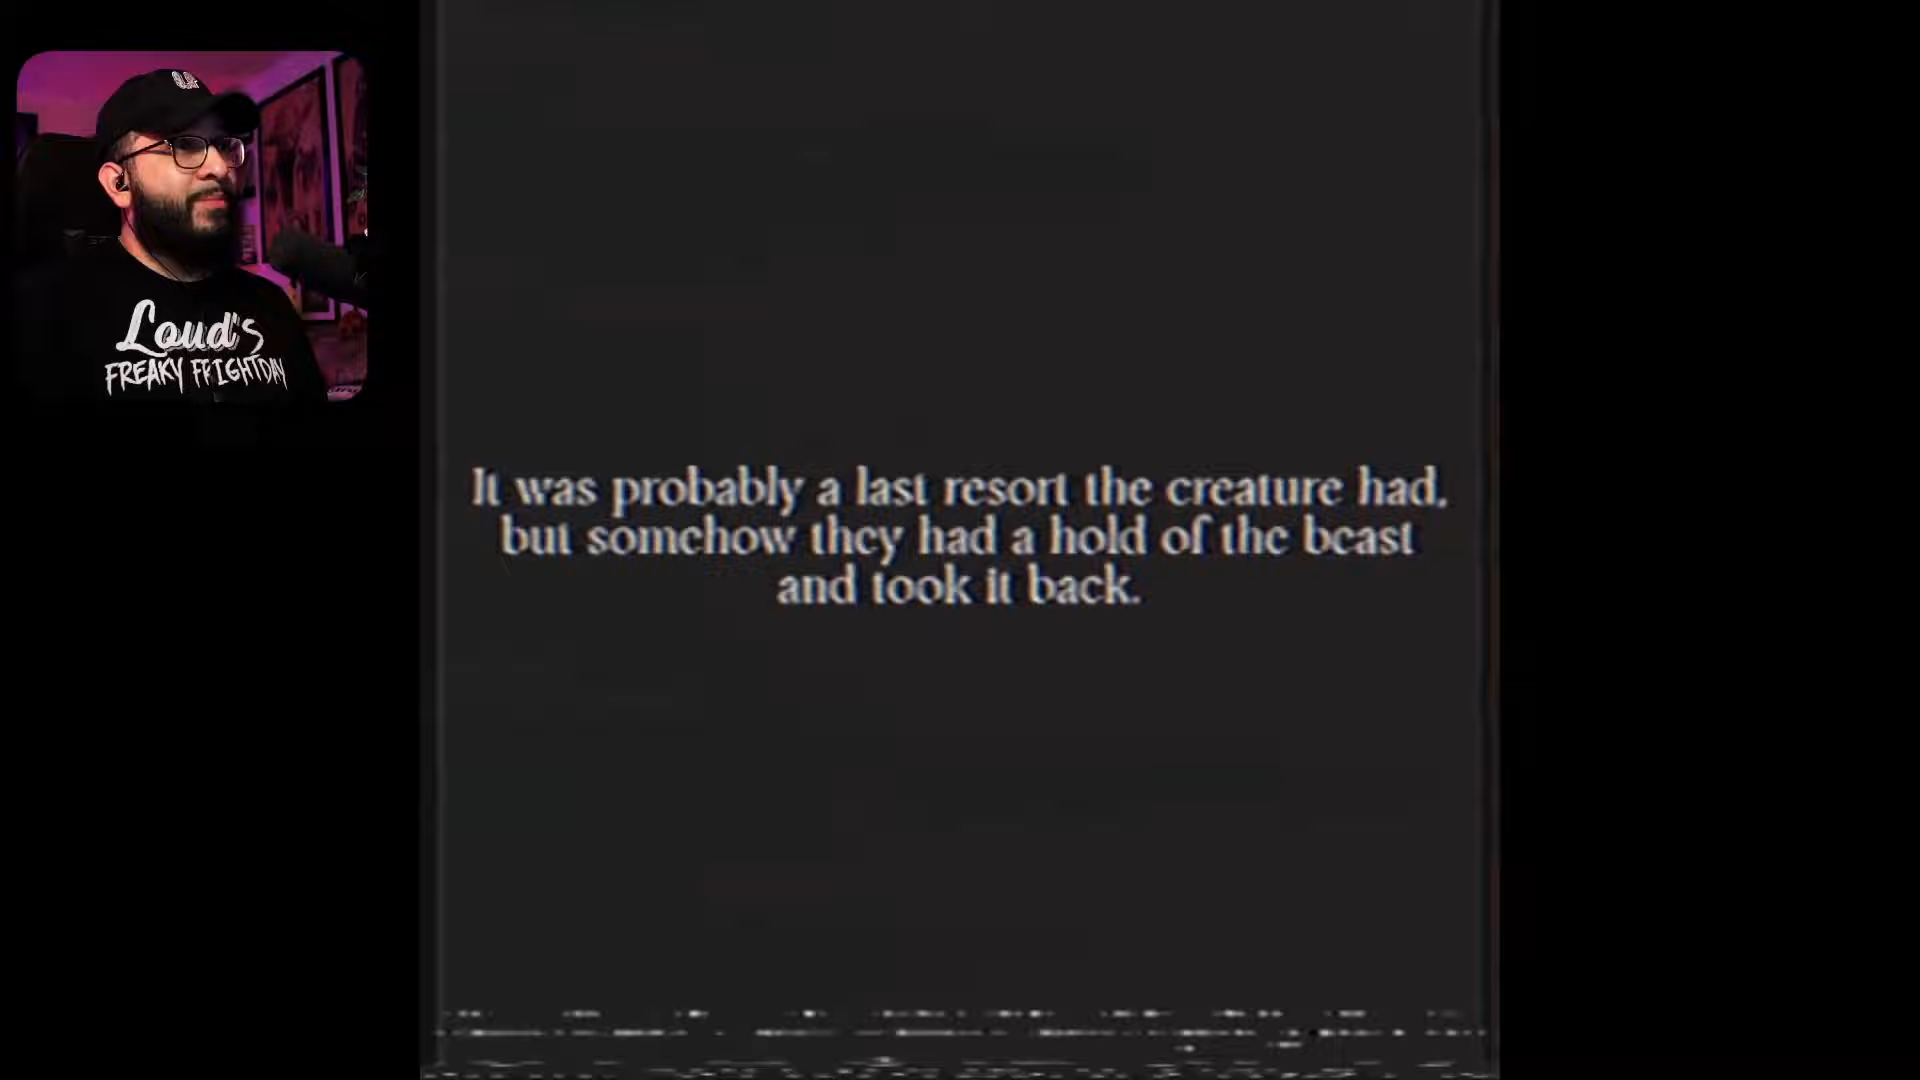 Loud's
FREAKY FRIGHTDAY
It was probably a last resort the creature had,
but somehow they had a hold of the beast
and took it back.